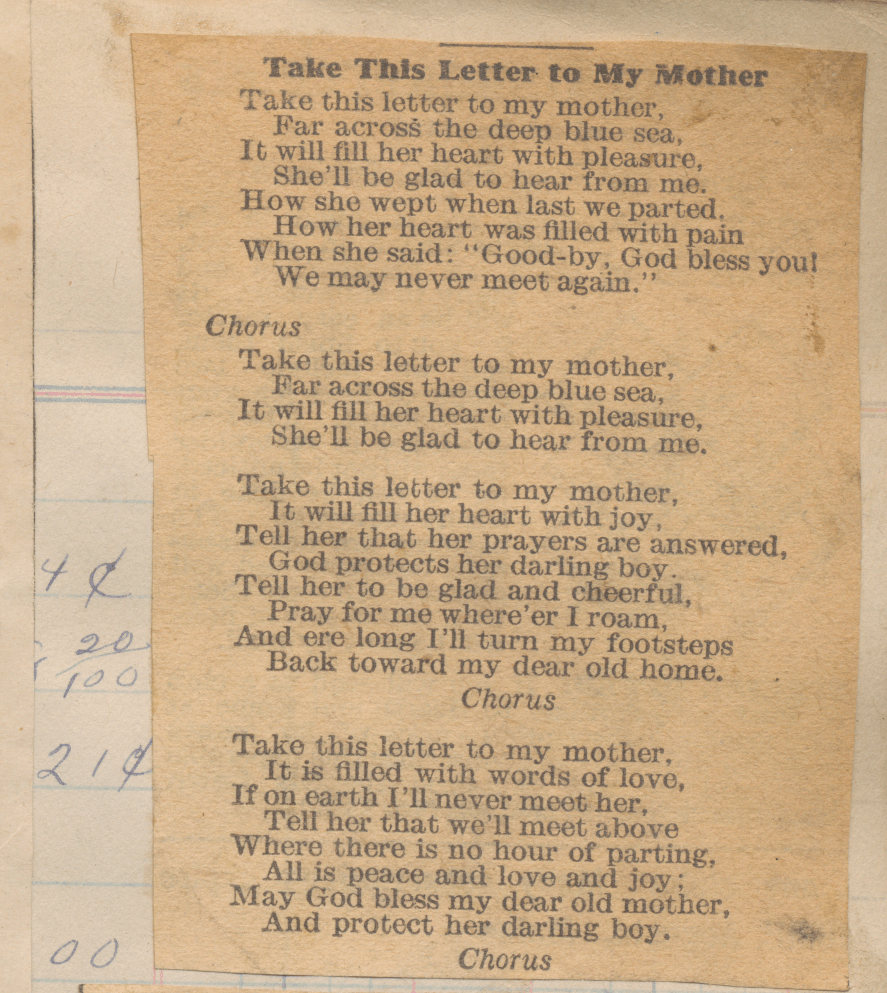 Take This Letter to My Mother
Take this letter to my mother,
Far across the deep blue sea,
It will fill her heart with pleasure,
She'll be glad to hear from me.
How she wept when last we parted,
How her heart was filled with pain
When she said: "Good-by, God bless you!
We may never meet again."
Chorus
Take this letter to my mother,
Far across the deep blue sea,
It will fill her heart with pleasure,
She'll be glad to hear from me.
Take this letter to my mother,
It will fill her heart with joy,
Tell her that her prayers are answered,
God protects her darling boy.
Tell her to be glad and cheerful,
Pray for me where'er I roam,
And ere long I'll turn my footsteps
Back toward my dear old home.
Chorus
Take this letter to my mother,
It is filled with words of love,
If on earth I'll never meet her,
Tell her that we'll meet above
Where there is no hour of parting,
All is peace and love and joy;
May God bless my dear old mother,
And protect her darling boy.
Chorus
4 ¢
20
100
21¢
00